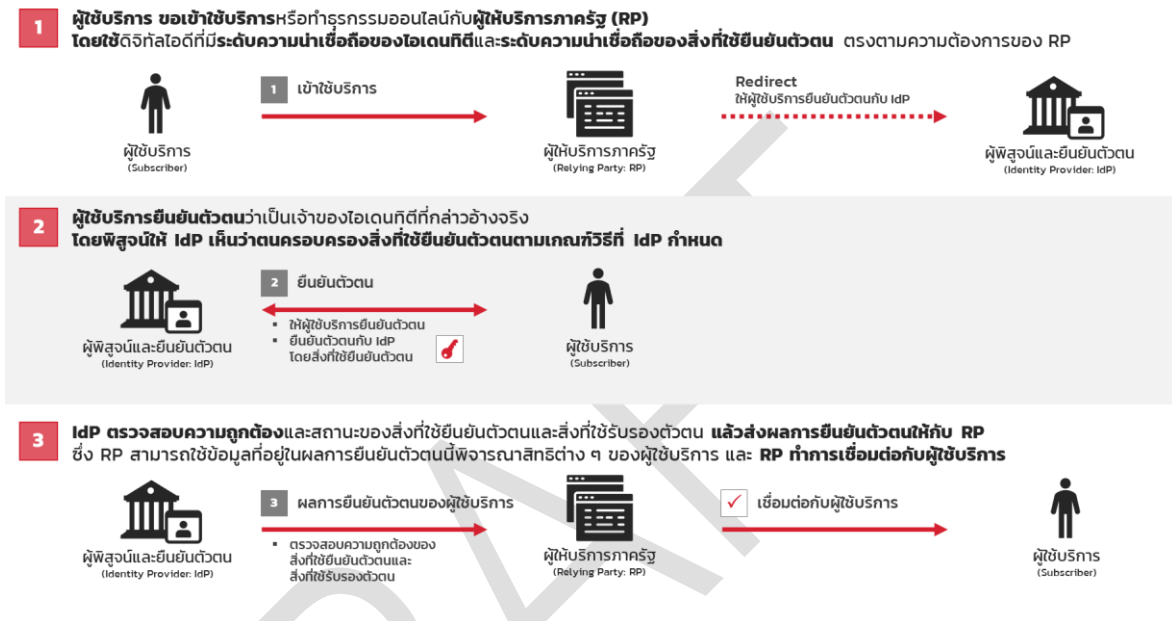 1
ผู้ใช้บริการ ขอเข้าใช้บริการหรือทำธุรกรรมออนไลน์กับผู้ให้บริการภาครัฐ (RP)
โดยใช้ดิจิทัลไอดีที่มีระดับความน่าเชื่อถือของไอเดนทิตีและระดับความน่าเชื่อถือของสิ่งที่ใช้ยืนยันตัวตน ตรงตามความต้องการของ RP
ผู้ใช้บริการ
(Subscriber)
1 เข้าใช้บริการ
ผู้ให้บริการภาครัฐ
(Relying Party: RP)
Redirect
ให้ผู้ใช้บริการยืนยันตัวตนกับ IdP
ผู้พิสูจน์และยืนยันตัวตน
(Identity Provider: IdP)
2
ผู้ใช้บริการยืนยันตัวตนว่าเป็นเจ้าของไอเดนทิตีที่กล่าวอ้างจริง
โดยพิสูจน์ให้ IdP เห็นว่าตนครอบครองสิ่งที่ใช้ยืนยันตัวตนตามเกณฑ์วิธีที่ IdP กำหนด
ผู้พิสูจน์และยืนยันตัวตน
(Identity Provider: IdP)
2 ยืนยันตัวตน
▪ ให้ผู้ใช้บริการยืนยันตัวตน
▪ ยืนยันตัวตนกับ IdP
โดยสิ่งที่ใช้ยืนยันตัวตน
ผู้ใช้บริการ
(Subscriber)
3
IdP ตรวจสอบความถูกต้องและสถานะของสิ่งที่ใช้ยืนยันตัวตนและสิ่งที่ใช้รับรองตัวตน แล้วส่งผลการยืนยันตัวตนให้กับ RP
ซึ่ง RP สามารถใช้ข้อมูลที่อยู่ในผลการยืนยันตัวตนนี้พิจารณาสิทธิต่าง ๆ ของผู้ใช้บริการ และ RP ทำการเชื่อมต่อกับผู้ใช้บริการ
ผู้พิสูจน์และยืนยันตัวตน
(Identity Provider: IdP)
3 ผลการยืนยันตัวตนของผู้ใช้บริการ
▪ ตรวจสอบความถูกต้องของ
สิ่งที่ใช้ยืนยันตัวตนและ
สิ่งที่ใช้รับรองตัวตน
ผู้ให้บริการภาครัฐ
(Relying Party: RP)
✓ เชื่อมต่อกับผู้ใช้บริการ
ผู้ใช้บริการ
(Subscriber)